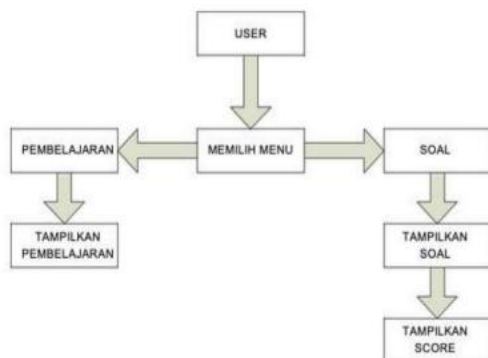 USER
PEMBELAJARAN
MEMILIH MENU
SOAL
TAMPILKAN
PEMBELAJARAN
TAMPILKAN
SOAL
TAMPILKAN
SCORE